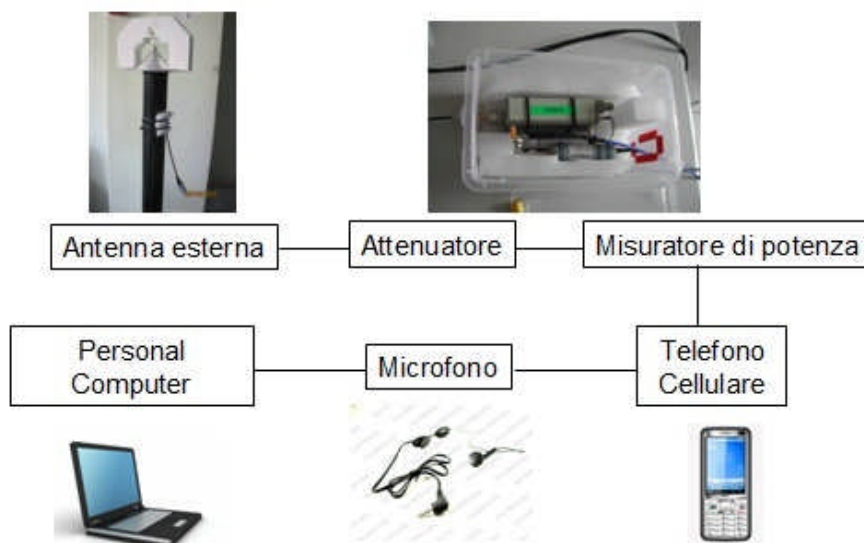 Antenna esterna
Attenuatore
Misuratore di potenza
Personal
Computer
Microfono
Telefono
Cellulare